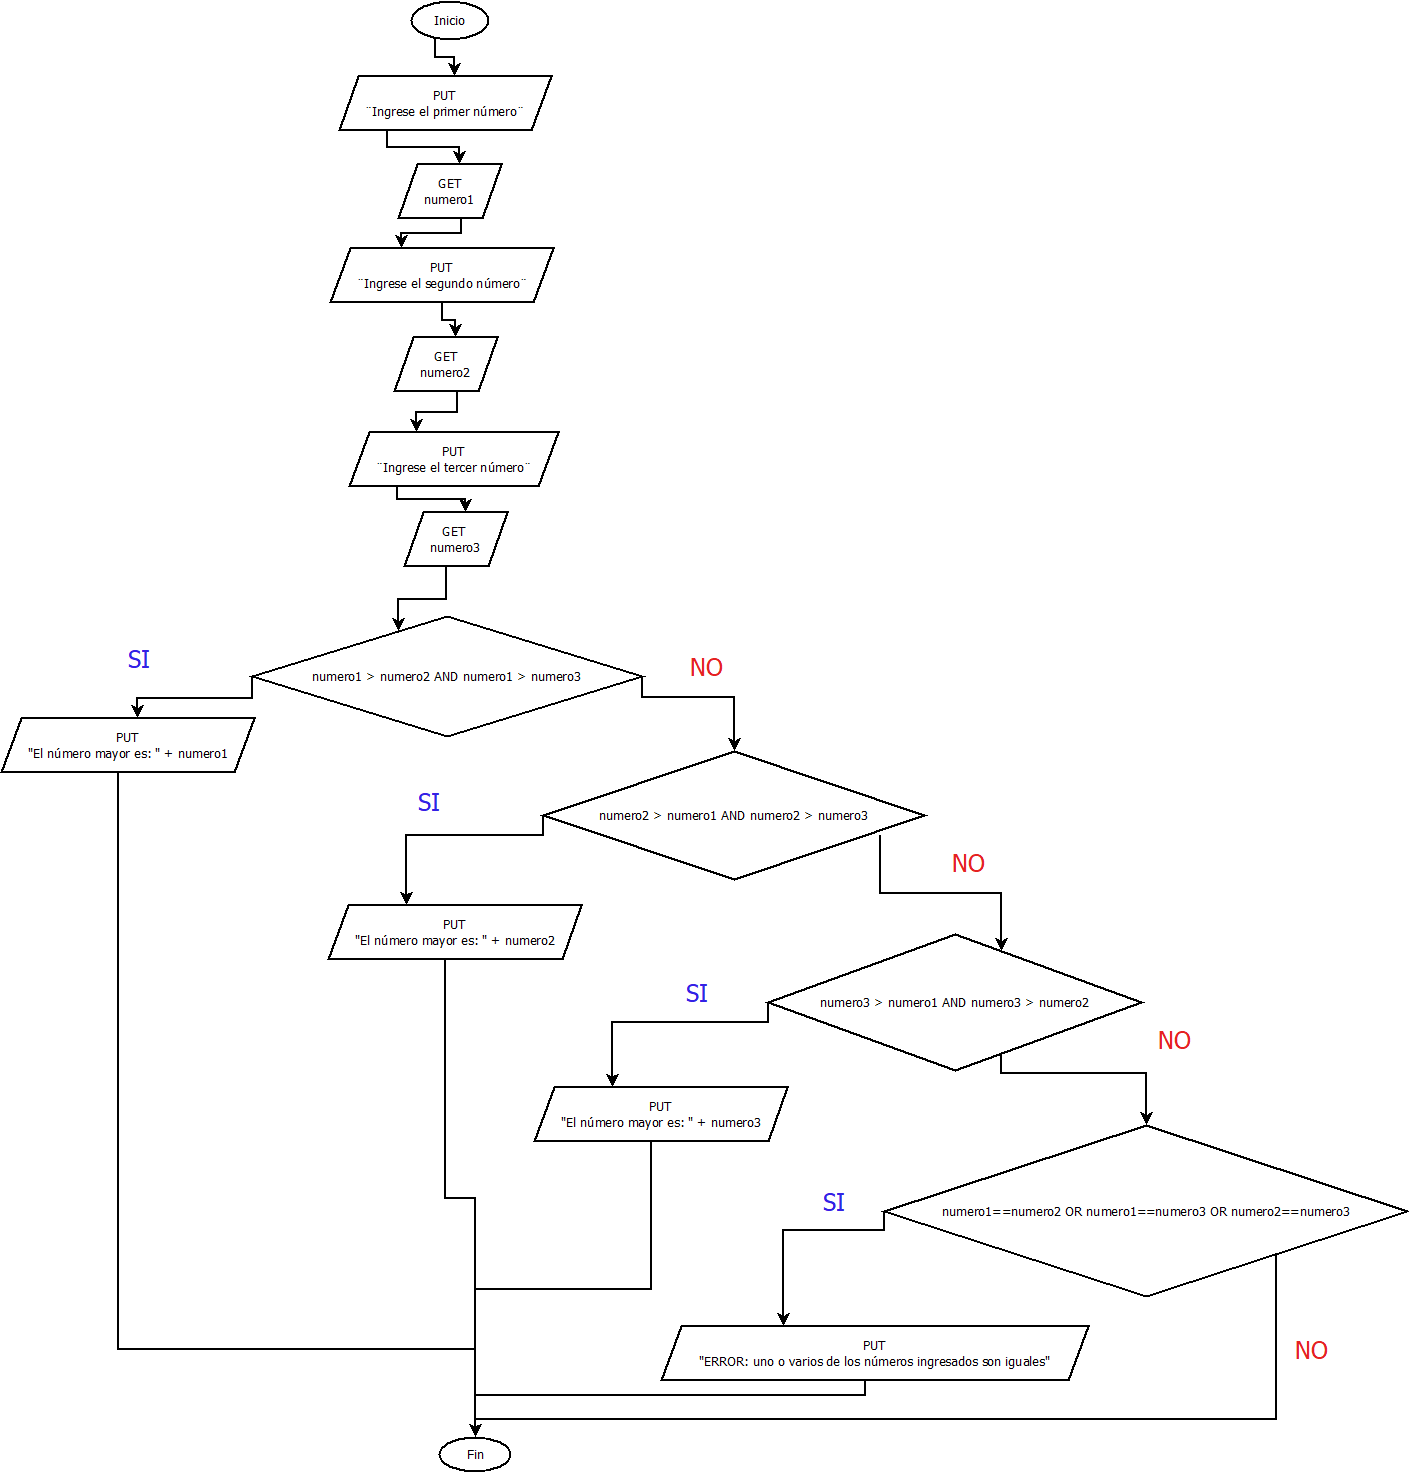 Inicio
PUT
¨Ingrese el primer número¨
GET
numero1
PUT
¨Ingrese el segundo número¨
GET
numero2
PUT
¨Ingrese el tercer número¨
GET
numero3
numero1 > numero2 AND numero1 > numero3
SI
NO
PUT
"El número mayor es: " + numero1
numero2 > numero1 AND numero2 > numero3
SI
NO
PUT
"El número mayor es: " + numero2
numero3 > numero1 AND numero3 > numero2
SI
NO
PUT
"El número mayor es: " + numero3
numero1==numero2 OR numero1==numero3 OR numero2==numero3
SI
NO
PUT
"ERROR: uno o varios de los números ingresados son iguales"
Fin